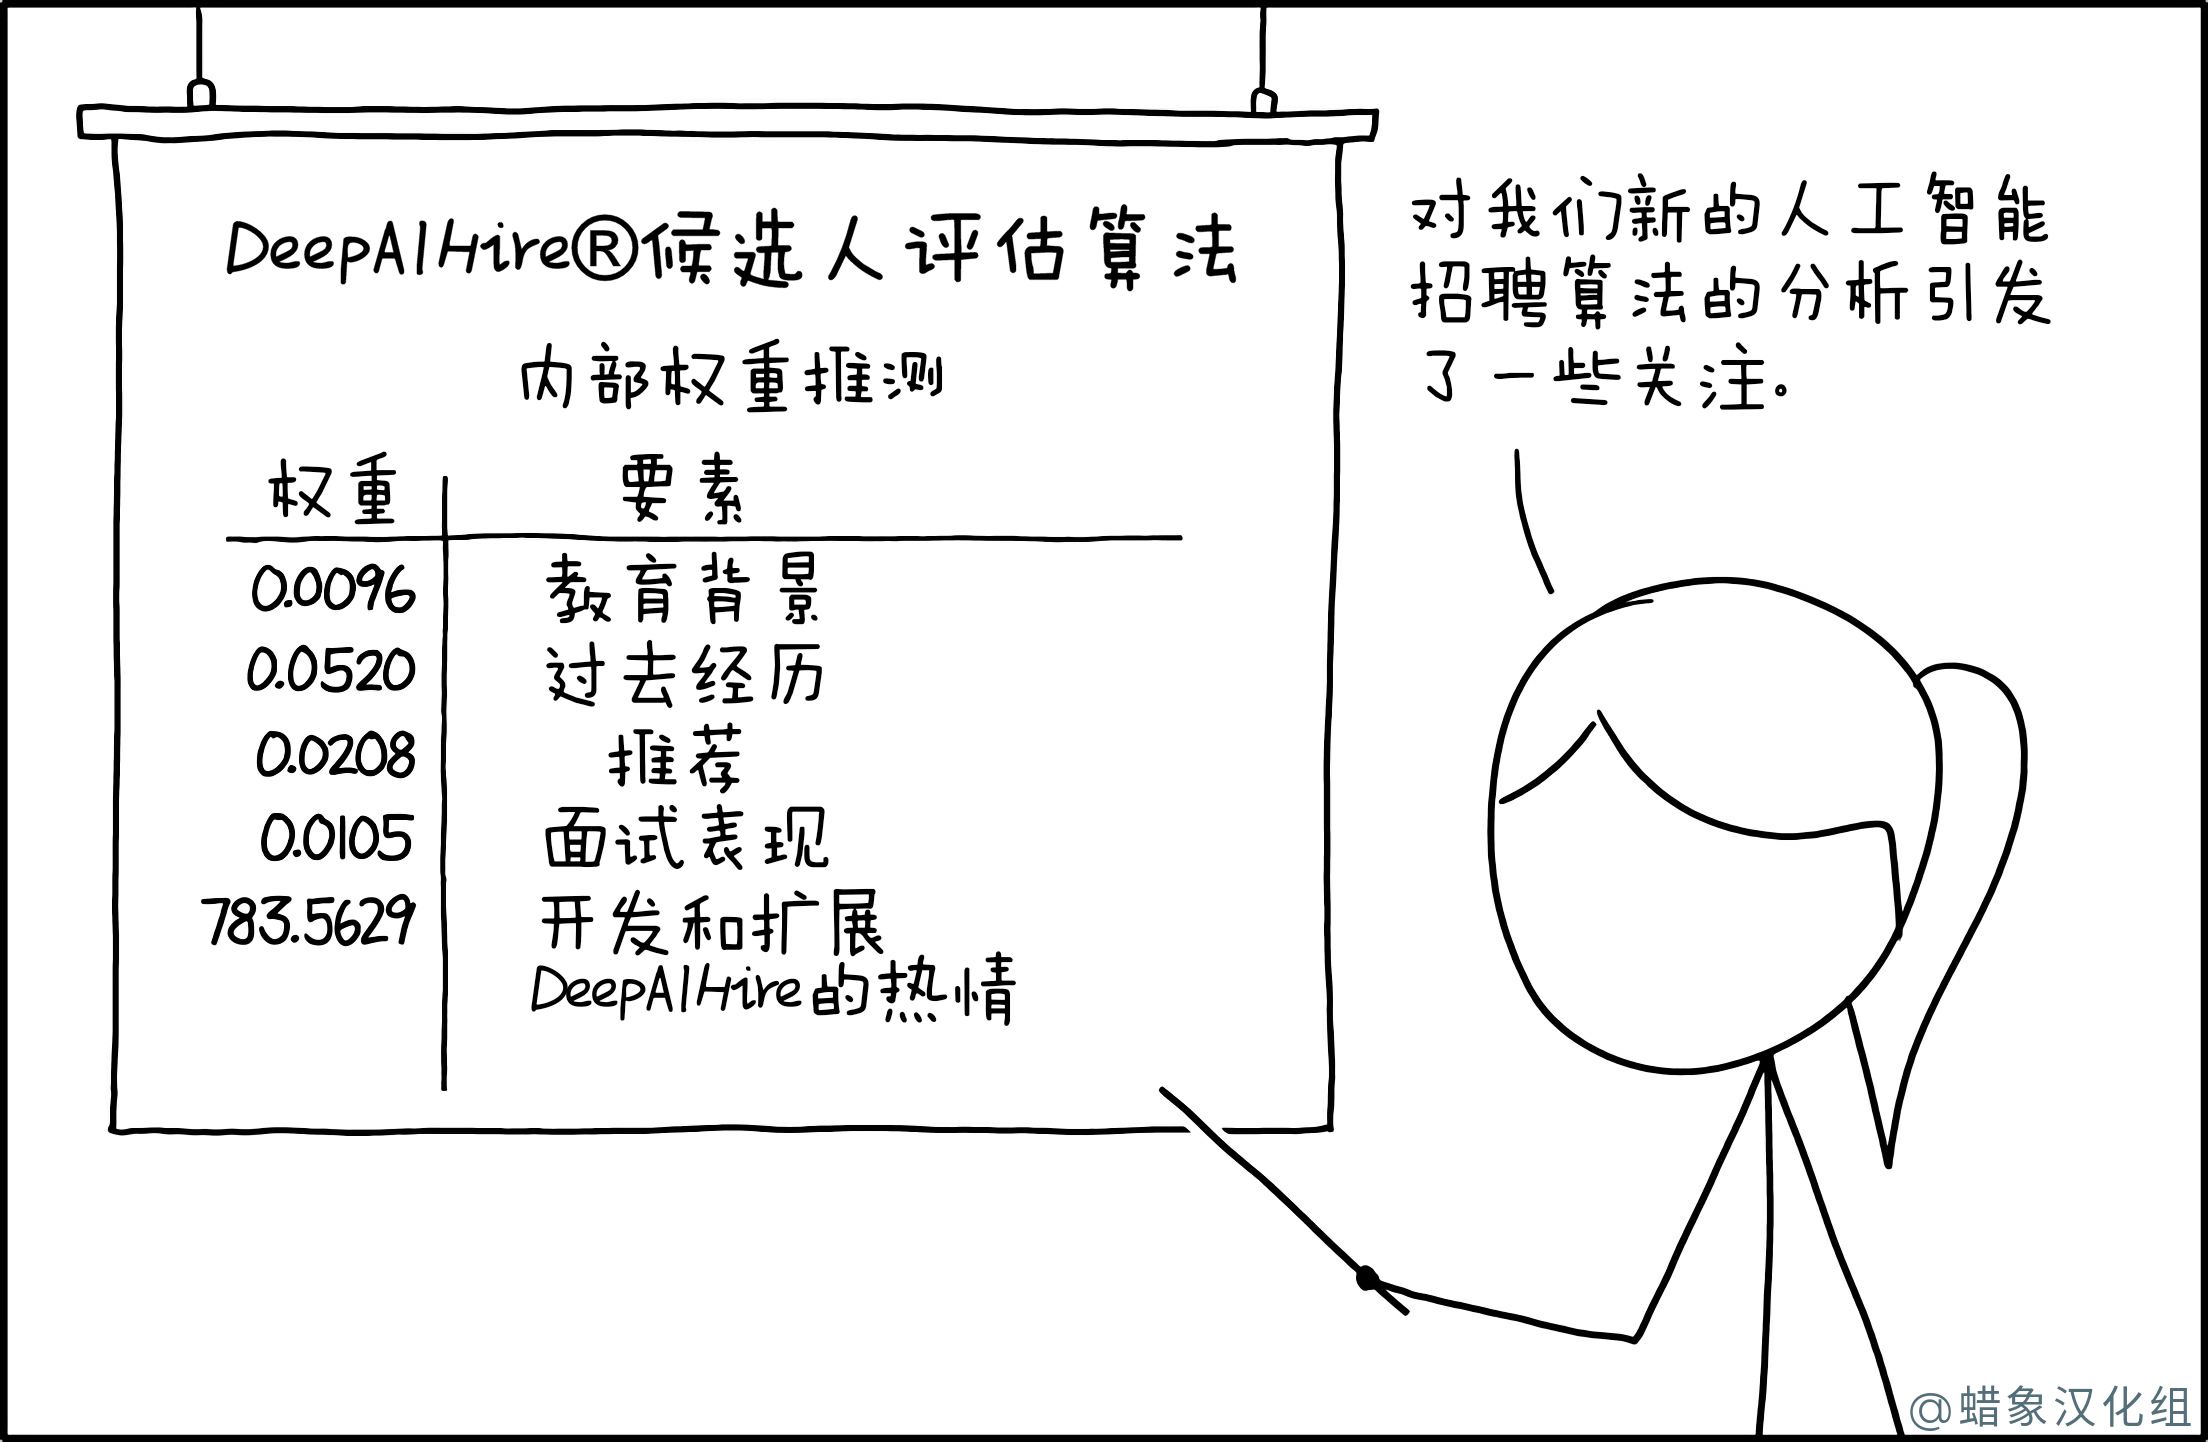 DeepAIHire®候选人评估算法
内部权重推测
权重 要素
0.0096 教育背景
0.0520 过去经历
0.0208 推荐
0.0105 面试表现
783.5629 开发和扩展
DeepAIHire的热情
对我们新的人工智能
招聘算法的分析引发
了一些关注。
@蜡象汉化组